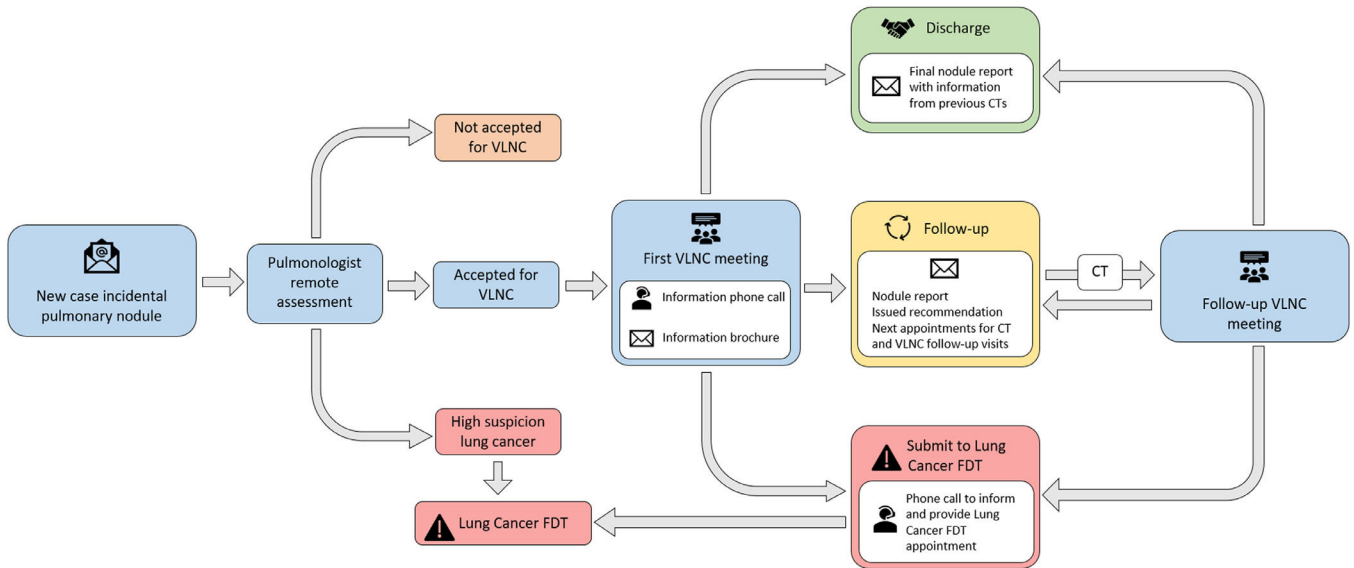 New case incidental
pulmonary nodule
Pulmonologist
remote
assessment
Not accepted
for VLNC
Accepted for
VLNC
High suspicion
lung cancer
Lung Cancer FDT
First VLNC meeting
Information phone call
Information brochure
Discharge
Final nodule report
with information
from previous CTs
Follow-up
Nodule report
Issued recommendation
Next appointments for CT
and VLNC follow-up visits
Submit to Lung
Cancer FDT
Phone call to inform
and provide Lung
Cancer FDT
appointment
CT
Follow-up VLNC
meeting